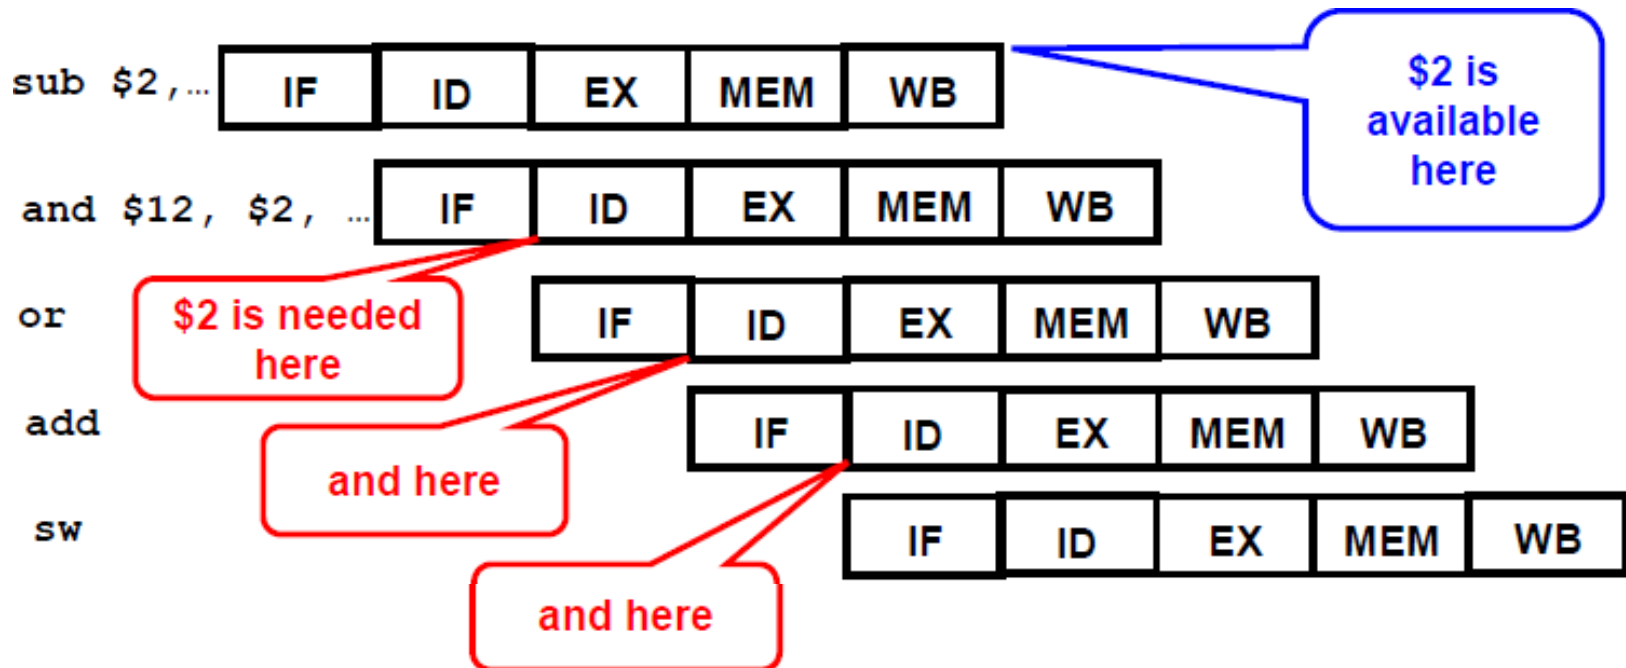 sub $2,… IF ID EX MEM WB
$2 is
available
here
and $12, $2, … IF ID EX MEM WB
$2 is needed
here
or IF ID EX MEM WB
and here
add IF ID EX MEM WB
and here
sw IF ID EX MEM WB